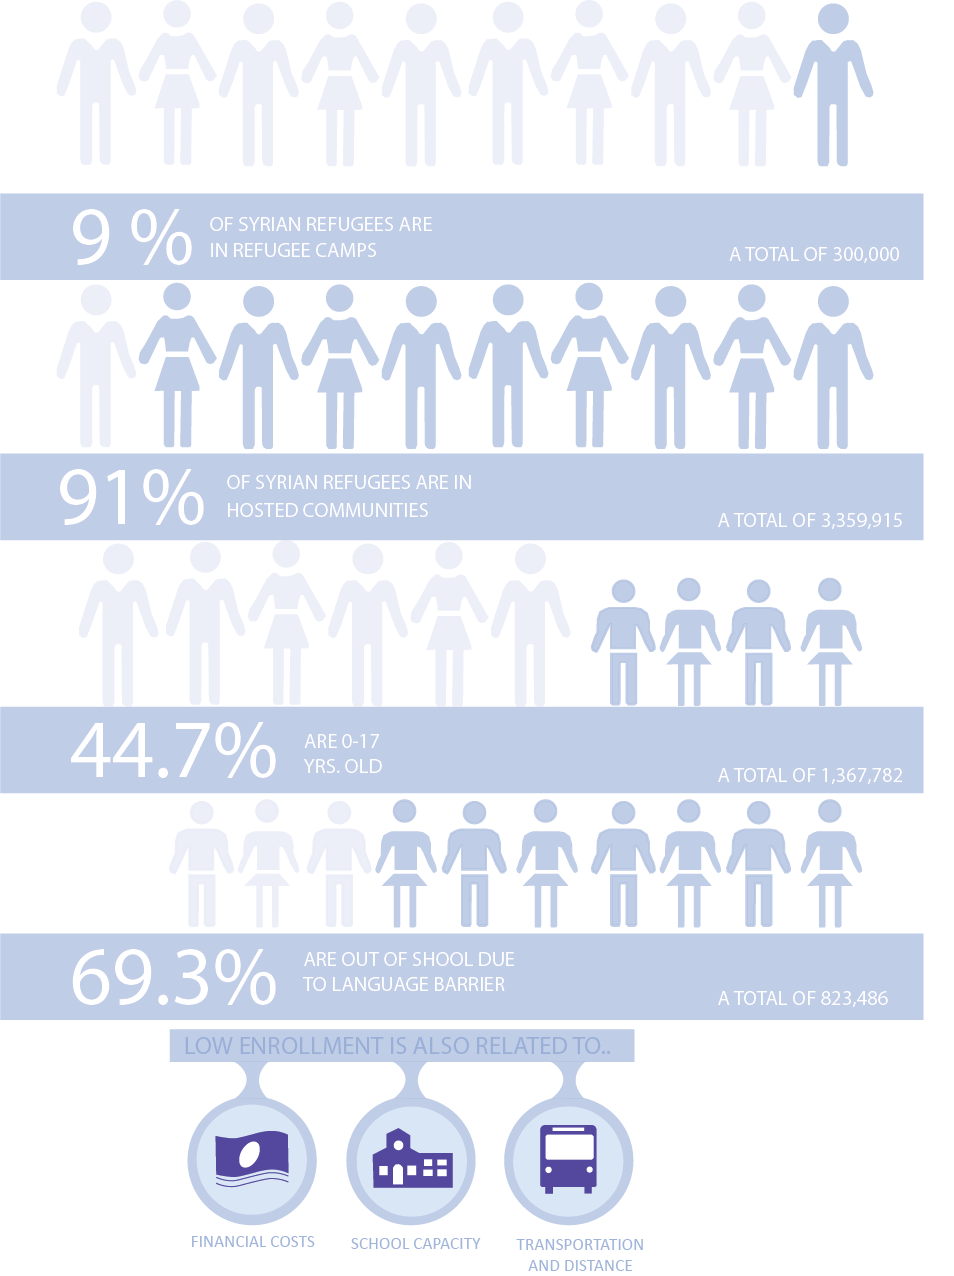 9 %
OF SYRIAN REFUGEES ARE
IN REFUGEE CAMPS
A TOTAL OF 300,000
91%
OF SYRIAN REFUGEES ARE IN
HOSTED COMMUNITIES
A TOTAL OF 3,359,915
44.7%
ARE 0-17
YRS. OLD
A TOTAL OF 1,367,782
69.3%
ARE OUT OF SHOOL DUE
TO LANGUAGE BARRIER
A TOTAL OF 823,486
LOW ENROLLMENT IS ALSO RELATED TO..
FINANCIAL COSTS
SCHOOL CAPACITY
TRANSPORTATION
AND DISTANCE